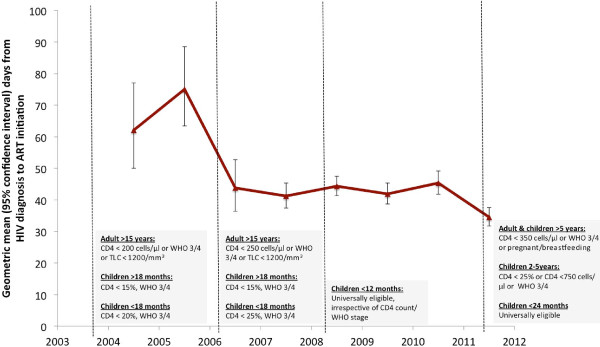 Geometric mean (95% confidence interval) days from
HIV diagnosis to ART initiation
100
90
80
70
60
50
40
30
20
10
0
Adult >15 years:
CD4 < 200 cells/μl or WHO 3/4
or TLC < 1200/mm³
Children >18 months:
CD4 < 15%, WHO 3/4
Children <18 months
CD4 < 20%, WHO 3/4
Adult >15 years:
CD4 < 250 cells/μl or WHO
3/4 or TLC < 1200/mm³
Children >18 months:
CD4 < 15%, WHO 3/4
Children <18 months
CD4 < 25%, WHO 3/4
Children <12 months:
Universally eligible,
irrespective of CD4 count/
WHO stage
Adult & children >5 years:
CD4 < 350 cells/μl or WHO 3/4
or pregnant/breastfeeding
Children 2-5years:
CD4 < 25% or CD4 <750 cells/
μl or WHO 3/4
Children <24 months
Universally eligible
2003 2004 2005 2006 2007 2008 2009 2010 2011 2012